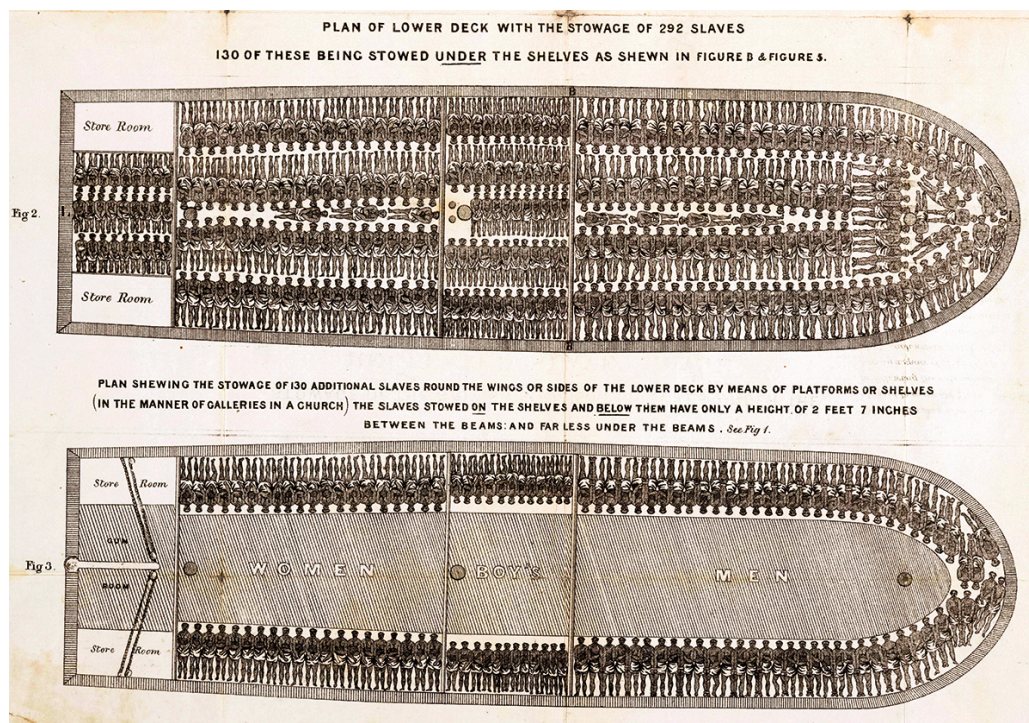 PLAN OF LOWER DECK WITH THE STOWAGE OF 292 SLAVES
130 OF THESE BEING STOWED UNDER THE SHELVES AS SHEWN IN FIGURE B & FIGURE 5.
B
Store Room
Fig 2.
Store Room
B
PLAN SHEWING THE STOWAGE OF 130 ADDITIONAL SLAVES ROUND THE WINGS OR SIDES OF THE LOWER DECK BY MEANS OF PLATFORMS OR SHELVES
(IN THE MANNER OF GALLERIES IN A CHURCH) THE SLAVES STOWED ON THE SHELVES AND BELOW THEM HAVE ONLY A HEIGHT OF 2 FEET 7 INCHES
BETWEEN THE BEAMS: AND FAR LESS UNDER THE BEAMS. See Fig 1.
Store Room
GUN
Fig 3.
WOMEN
BOY'S
MEN
ROOM
Store Room